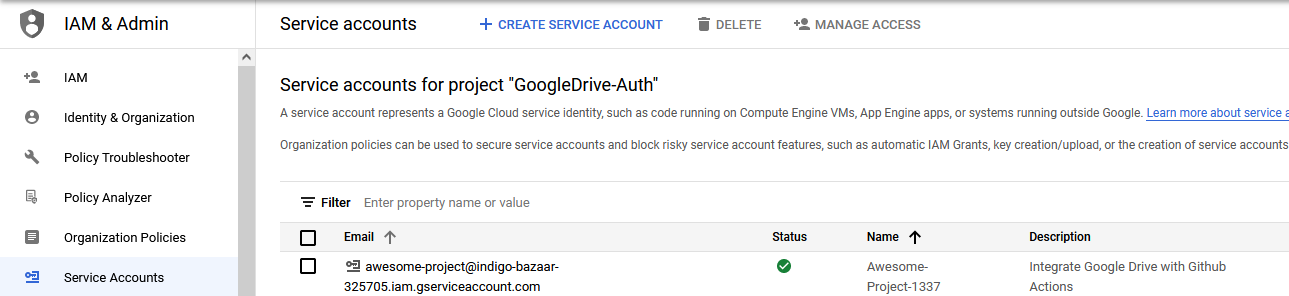 IAM & Admin
Service accounts
CREATE SERVICE ACCOUNT
DELETE
MANAGE ACCESS
IAM
Identity & Organization
Policy Troubleshooter
Policy Analyzer
Organization Policies
Service Accounts
Service accounts for project "GoogleDrive-Auth"
A service account represents a Google Cloud service identity, such as code running on Compute Engine VMs, App Engine apps, or systems running outside Google. Learn more about service a
Organization policies can be used to secure service accounts and block risky service account features, such as automatic IAM Grants, key creation/upload, or the creation of service accounts
Filter Enter property name or value
Email Status Name Description
awesome-project@indigo-bazaar-
325705.iam.gserviceaccount.com
Awesome-
Project-1337
Integrate Google Drive with Github
Actions